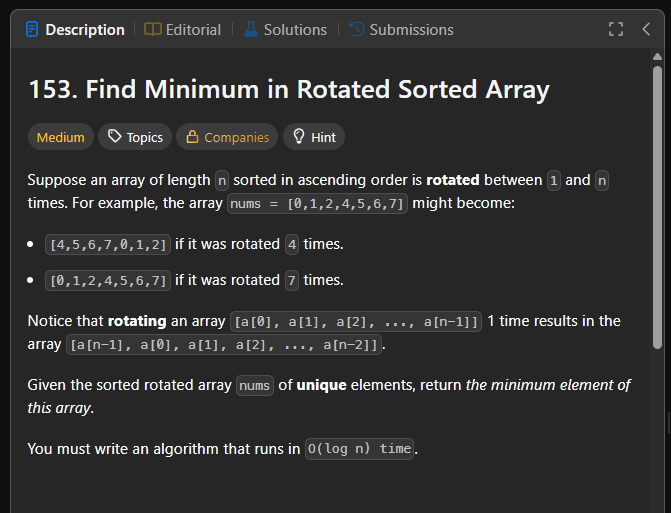 Description | Editorial | Solutions | Submissions
153. Find Minimum in Rotated Sorted Array
Medium Topics Companies Hint
Suppose an array of length n sorted in ascending order is rotated between 1 and n
times. For example, the array nums = [0,1,2,4,5,6,7] might become:
• [4,5,6,7,0,1,2] if it was rotated 4 times.
• [0,1,2,4,5,6,7] if it was rotated 7 times.
Notice that rotating an array [a[0], a[1], a[2], ..., a[n-1]] 1 time results in the
array [a[n-1], a[0], a[1], a[2], ..., a[n-2]].
Given the sorted rotated array nums of unique elements, return the minimum element of
this array.
You must write an algorithm that runs in O(log n) time.